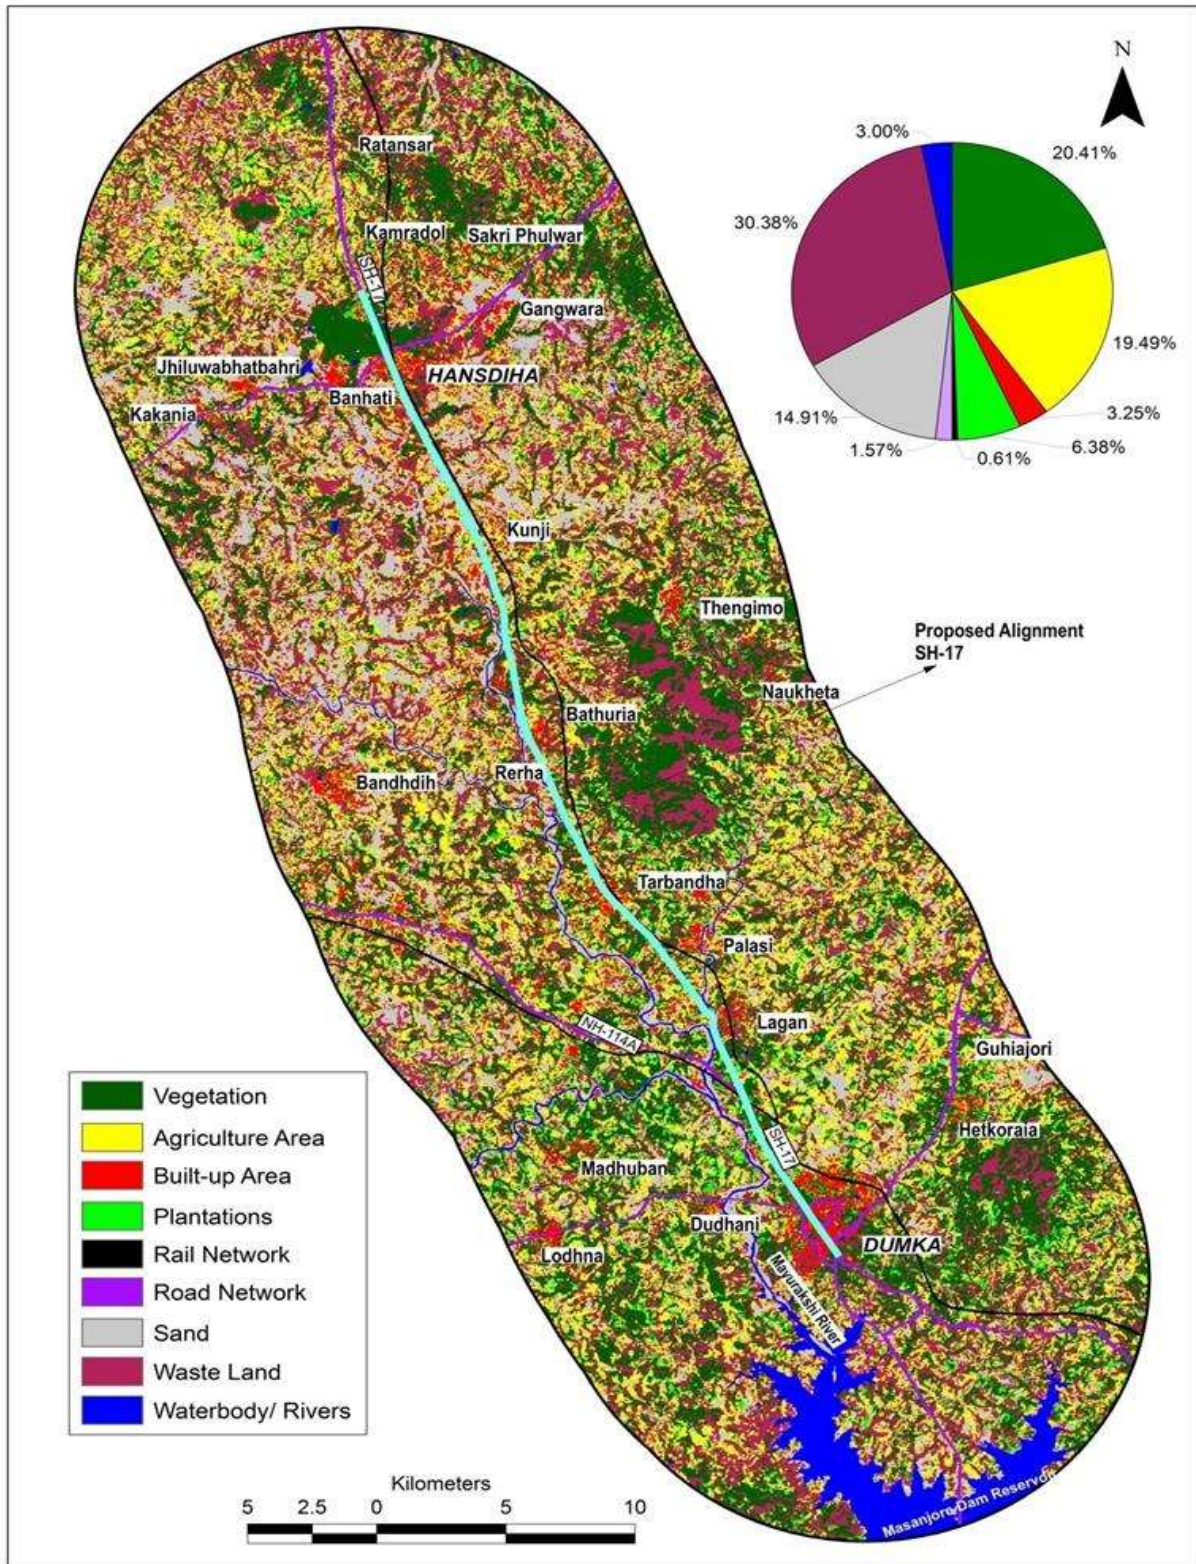 N
3.00%
20.41%
30.38%
19.49%
14.91%
3.25%
1.57%
6.38%
0.61%
Ratansar
Kamradol
Sakri Phulwar
SH-17
Gangwara
Jhiluwabhatbahri
HANSDIHA
Banhati
Kakania
Kunji
Thengimo
Proposed Alignment
SH-17
Naukheta
Bathuria
Rerha
Bandhdih
Tarbandha
Palasi
Lagan
NH-114A
Guhiajori
Hetkoraia
SH-17
Madhuban
Dudhani
Lodhna
DUMKA
Mayurakshi River
Masanjore Dam Reservoir
Vegetation
Agriculture Area
Built-up Area
Plantations
Rail Network
Road Network
Sand
Waste Land
Waterbody/ Rivers
Kilometers
5 2.5 0 5 10